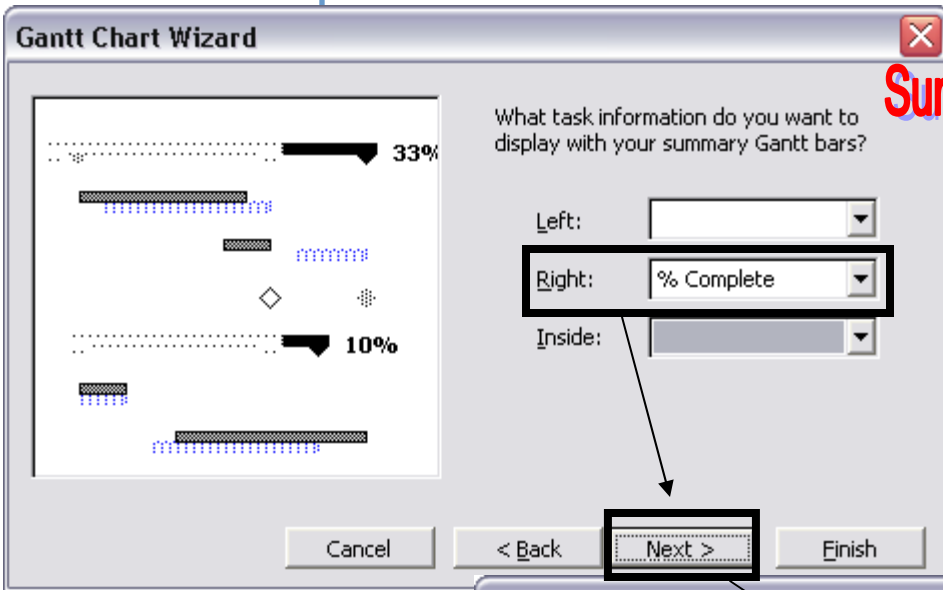 Gantt Chart Wizard
What task information do you want to
display with your summary Gantt bars?
33%
Left:
Right: % Complete
Inside:
10%
Cancel < Back Next > Finish